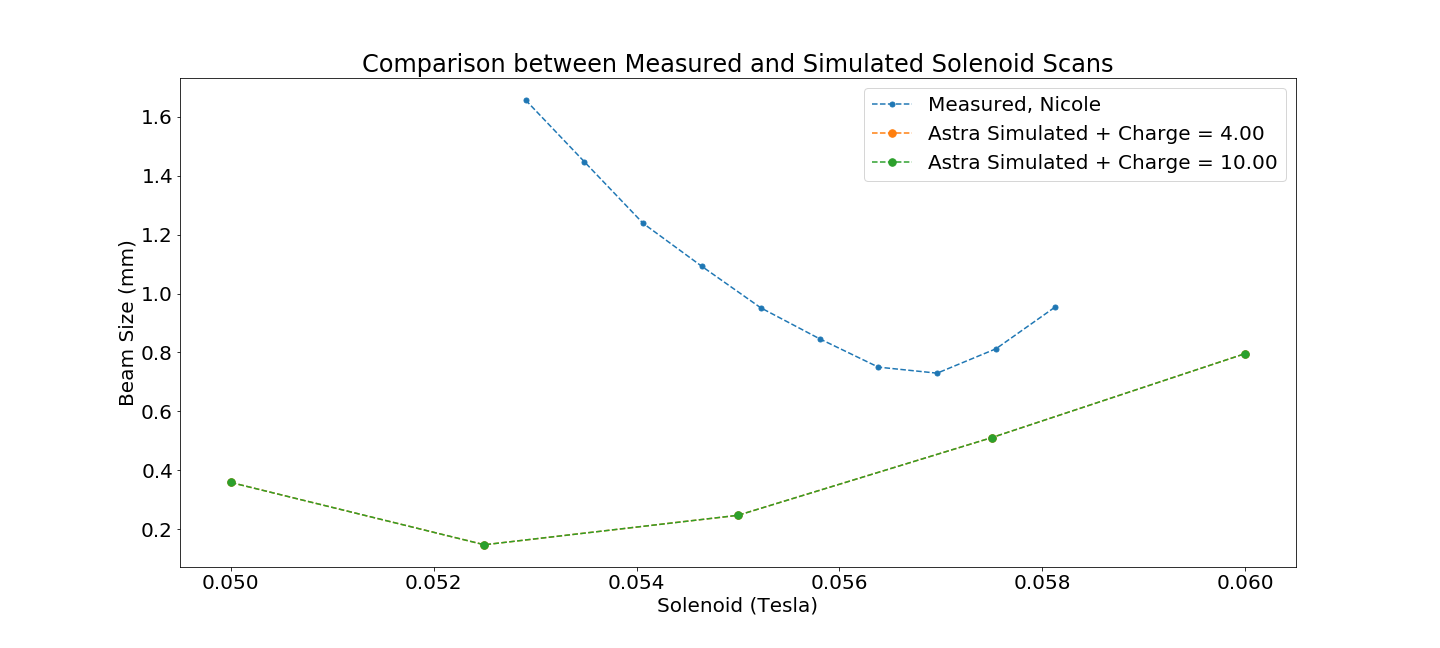 Comparison between Measured and Simulated Solenoid Scans
Measured, Nicole
Astra Simulated + Charge = 4.00
Astra Simulated + Charge = 10.00
1.6
1.4
1.2
1.0
0.8
0.6
0.4
0.2
Beam Size (mm)
0.050 0.052 0.054 0.056 0.058 0.060
Solenoid (Tesla)